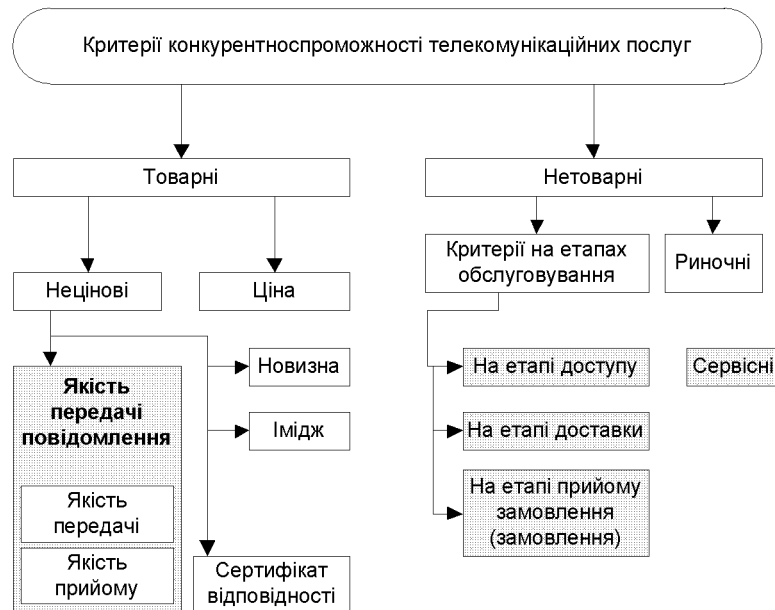 Критерії конкурентноспроможності телекомунікаційних послуг
Товарні
Нетоварні
Нецінові
Ціна
Критерії на етапах
обслуговування
Риночні
Якість
передачі
повідомлення
Якість
передачі
Якість
прийому
Новизна
Імідж
Сертифікат
відповідності
На етапі доступу
На етапі доставки
На етапі прийому
замовлення
(замовлення)
Сервісні